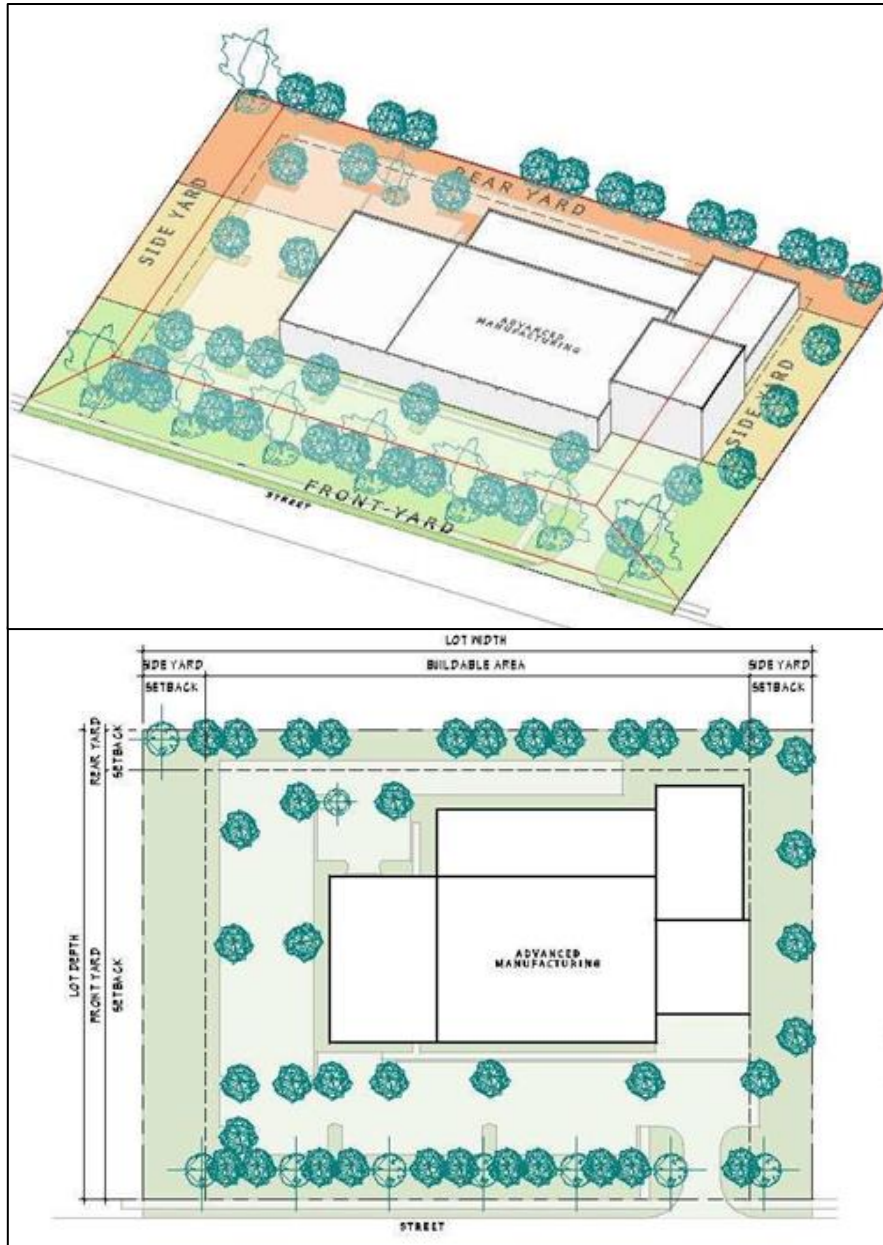 REAR YARD
SIDE YARD
ADVANCED
MANUFACTURING
SIDE YARD
FRONT-YARD
STREET
LOT WIDTH
SIDE YARD
BUILDABLE AREA
SIDE YARD
SETBACK
SETBACK
REAR YARD
SETBACK
LOT DEPTH
FRONT YARD
SETBACK
ADVANCED
MANUFACTURING
STREET